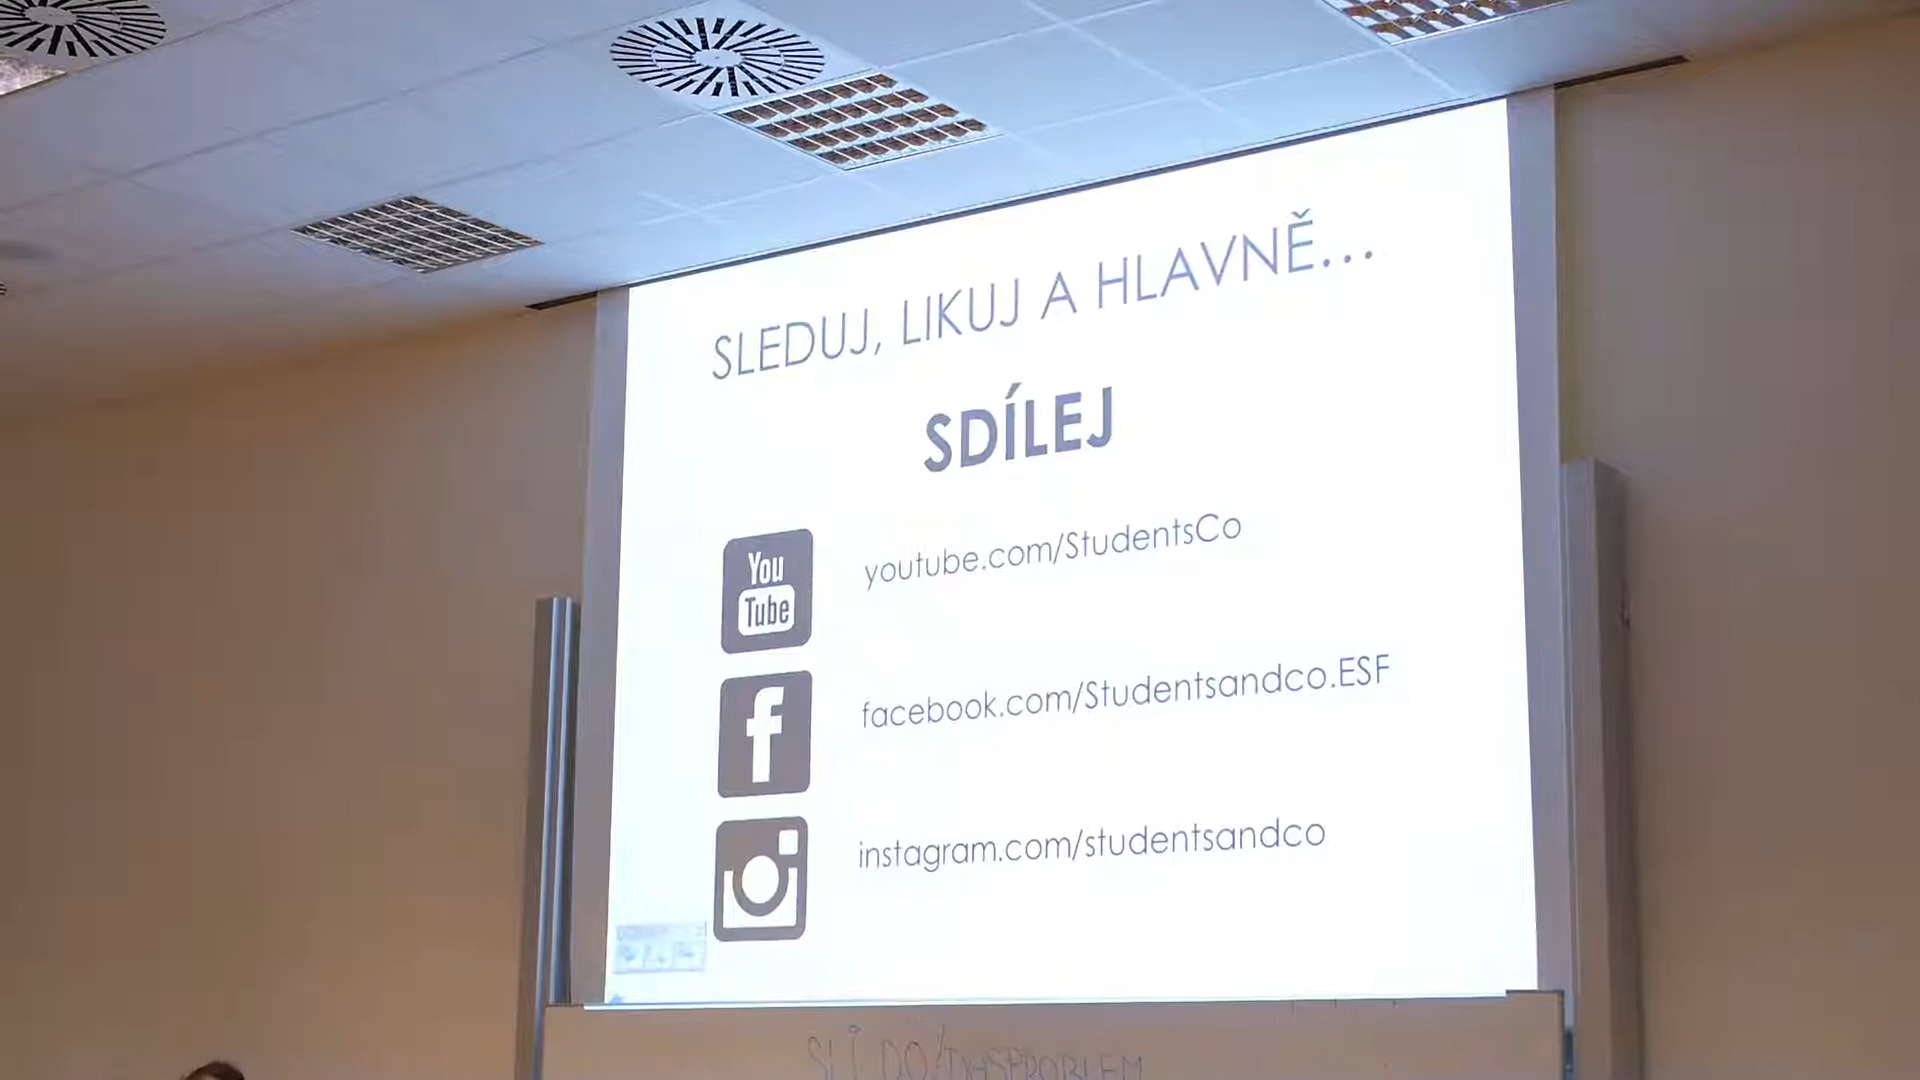 SLEDUJ, LIKUJ A HLAVNĚ...
SDÍLEJ
You
Tube
youtube.com/StudentsCo
facebook.com/Studentsandco.ESF
instagram.com/studentsandco